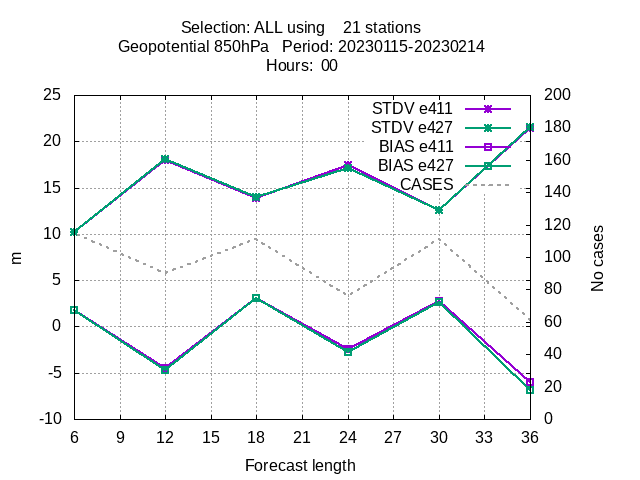 Selection: ALL using    21 stations
Geopotential 850hPa   Period: 20230115-20230214
Hours:  00
25
20
15
10
5
0
-5
-10
m
STDV e411
STDV e427
BIAS e411
BIAS e427
CASES
200
180
160
140
120
100
80
60
40
20
0
No cases
6 9 12 15 18 21 24 27 30 33 36
Forecast length